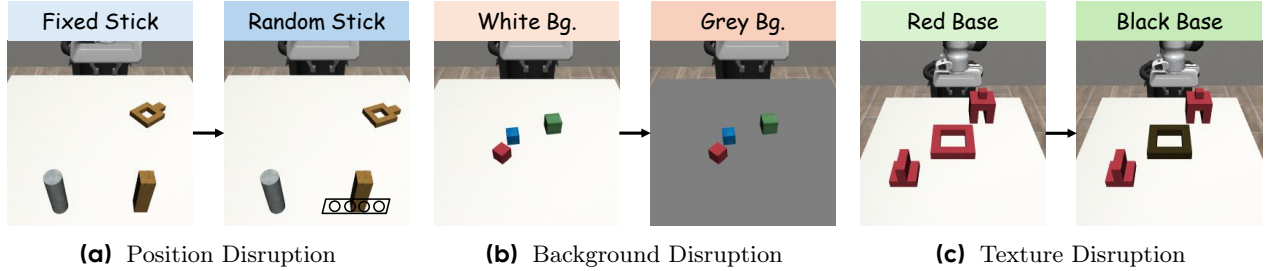 Fixed Stick
Random Stick
White Bg.
Grey Bg.
Red Base
Black Base
(a) Position Disruption
(b) Background Disruption
(c) Texture Disruption